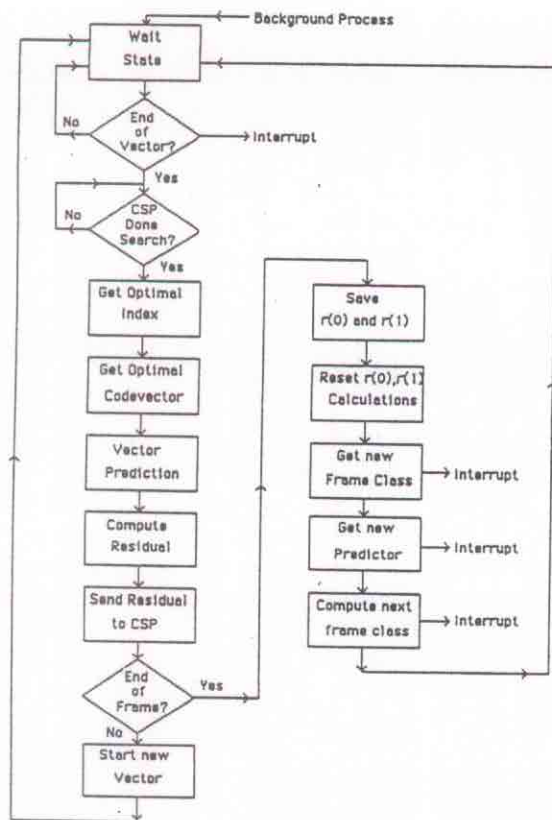 Background Process
Wait
State
No
End
of
Vector?
Interrupt
Yes
No
CSP
Done
Search?
Yes
Get Optimal
Index
Get Optimal
Codevector
Vector
Prediction
Compute
Residual
Send Residual
to CSP
End
of
Frame?
Yes
No
Start new
Vector
Save
r(0) and r(1)
Reset r(0),r(1)
Calculations
Get new
Frame Class
Interrupt
Get new
Predictor
Interrupt
Compute next
frame class
Interrupt